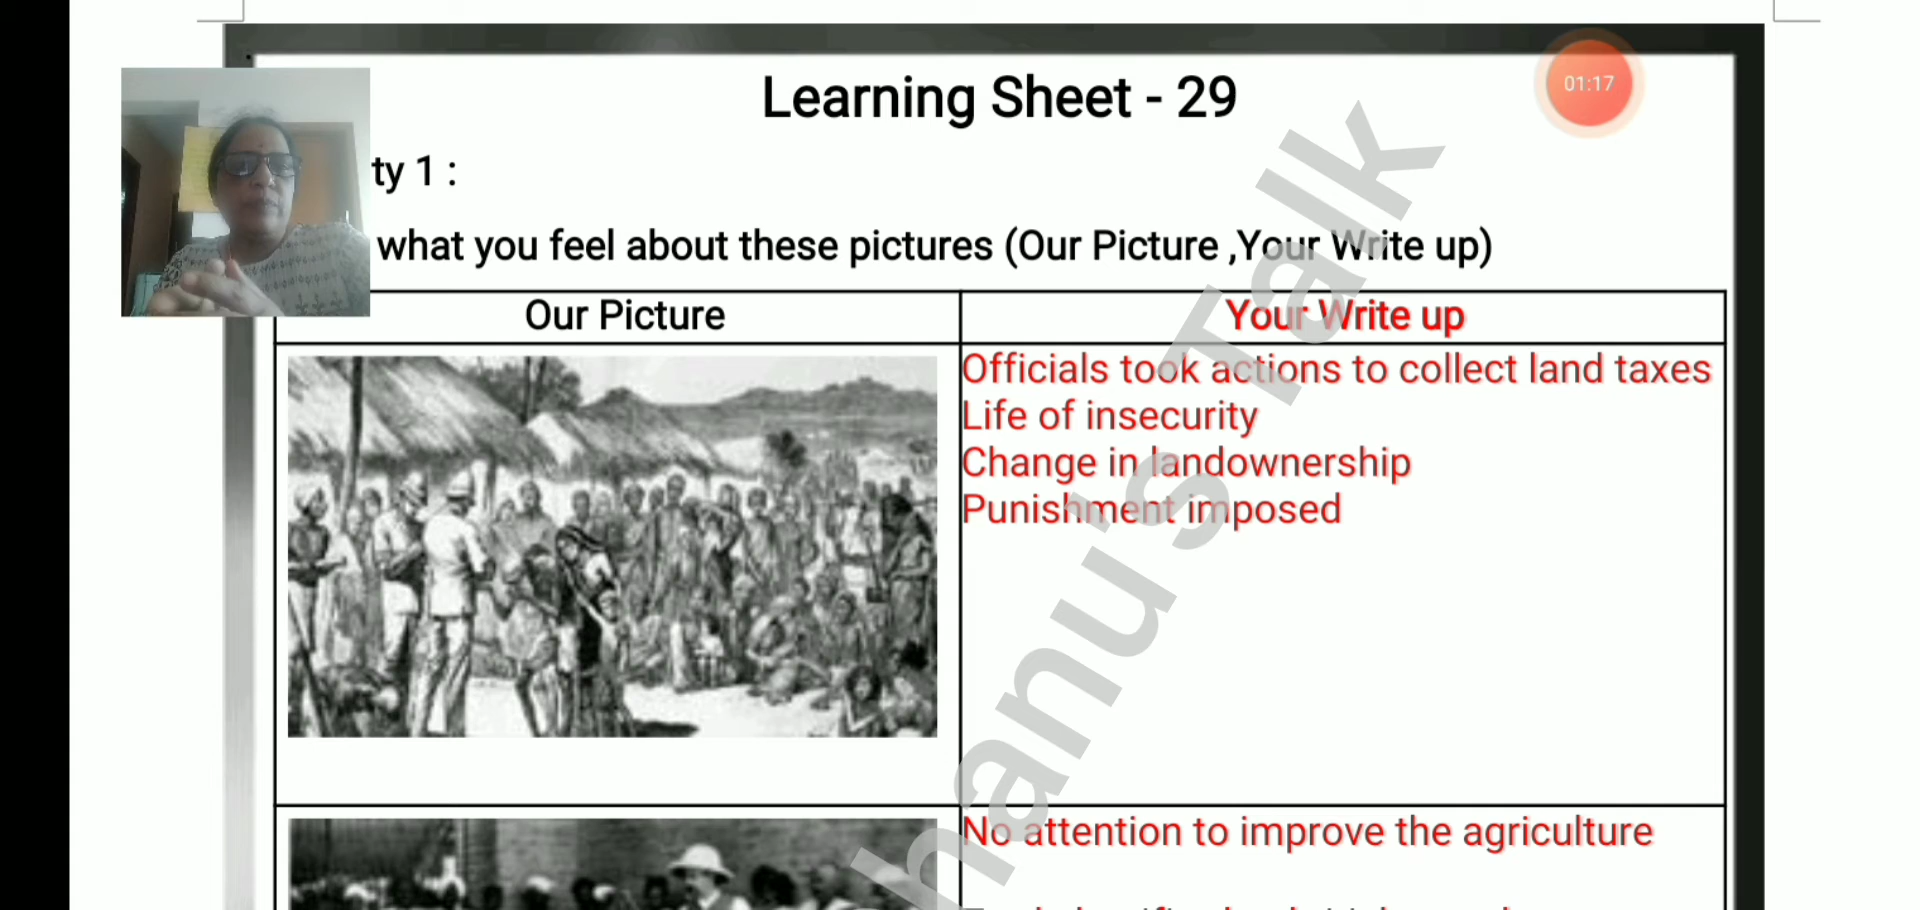 Learning Sheet - 29
01:17
ty 1 :
what you feel about these pictures (Our Picture ,Your Write up)
Our Picture
Your Write up
Officials took actions to collect land taxes
Life of insecurity
Change in landownership
Punishment imposed
No attention to improve the agriculture
hanu's Talk